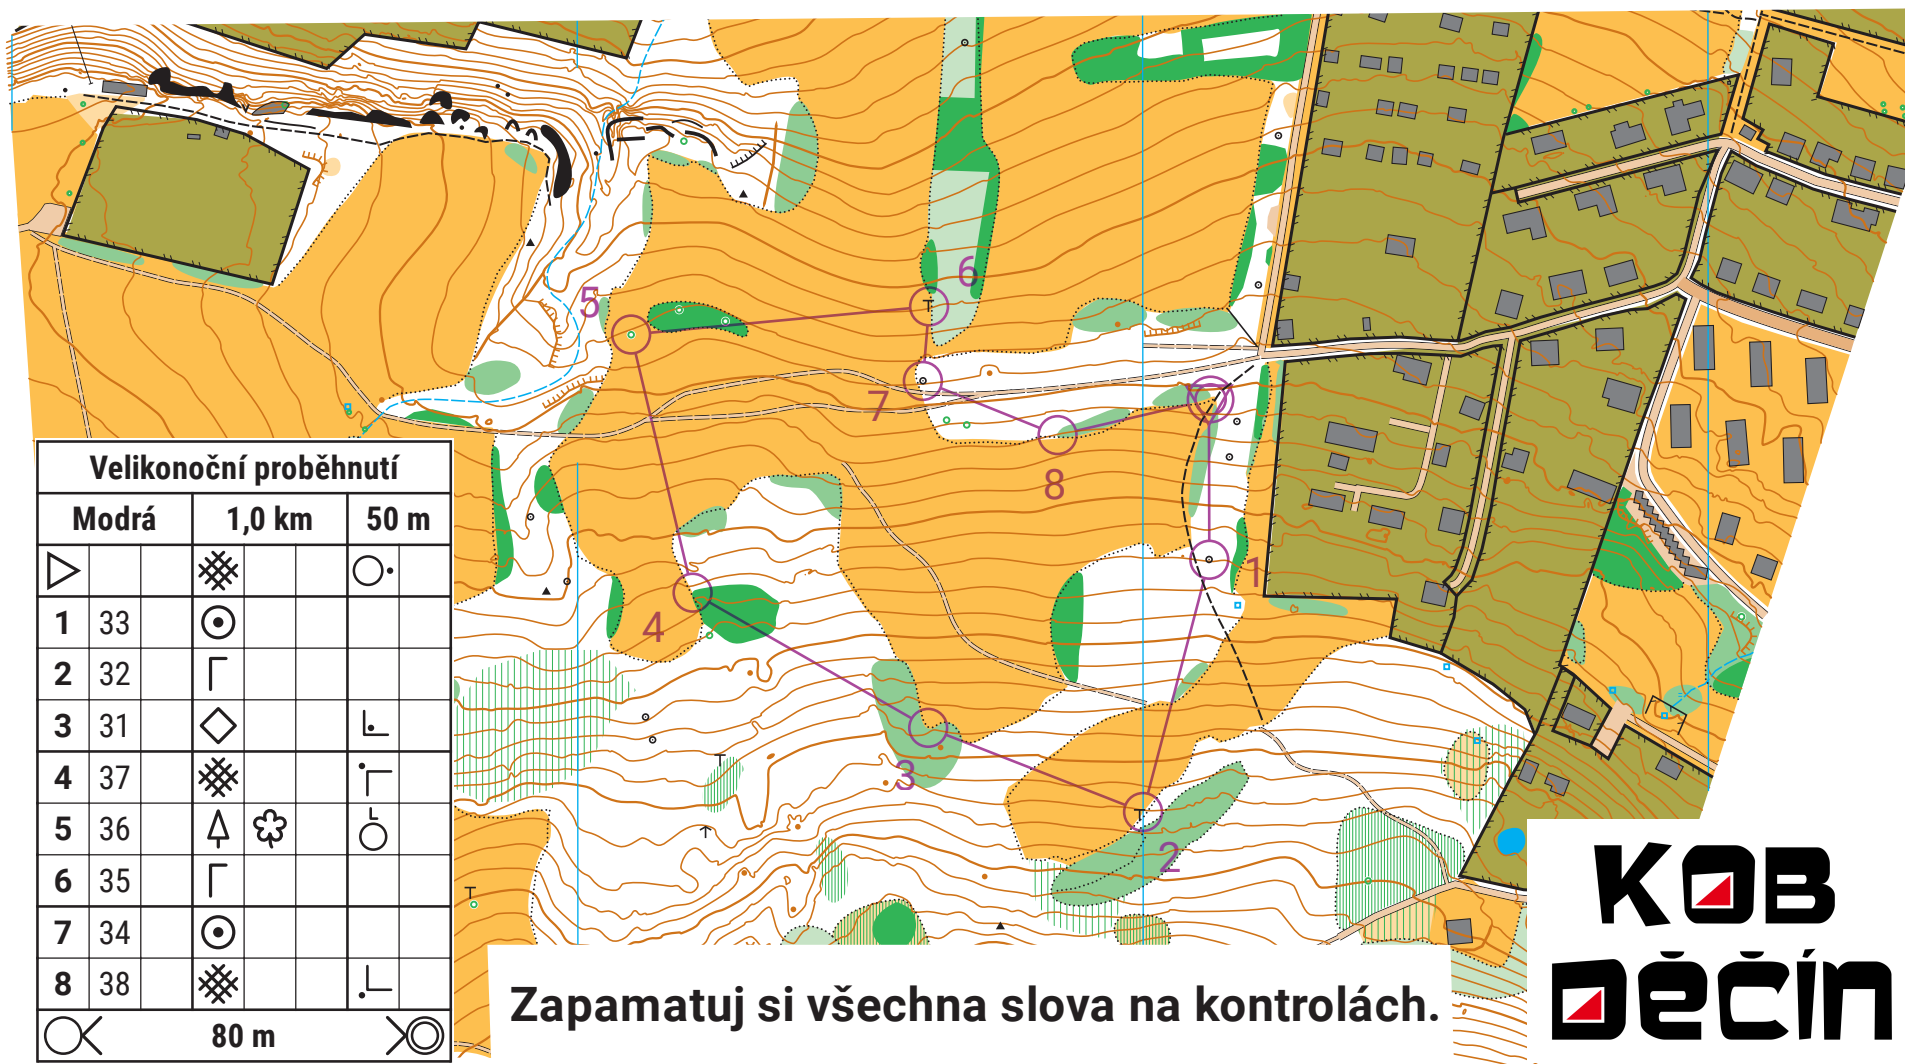 6
5
7
8
1
4
3
2
Velikonoční proběhnutí
Modrá 1,0 km 50 m
1 33
2 32
3 31
4 37
5 36
6 35
7 34
8 38
80 m
Zapamatuj si všechna slova na kontrolách.
KOB
DĚČÍN